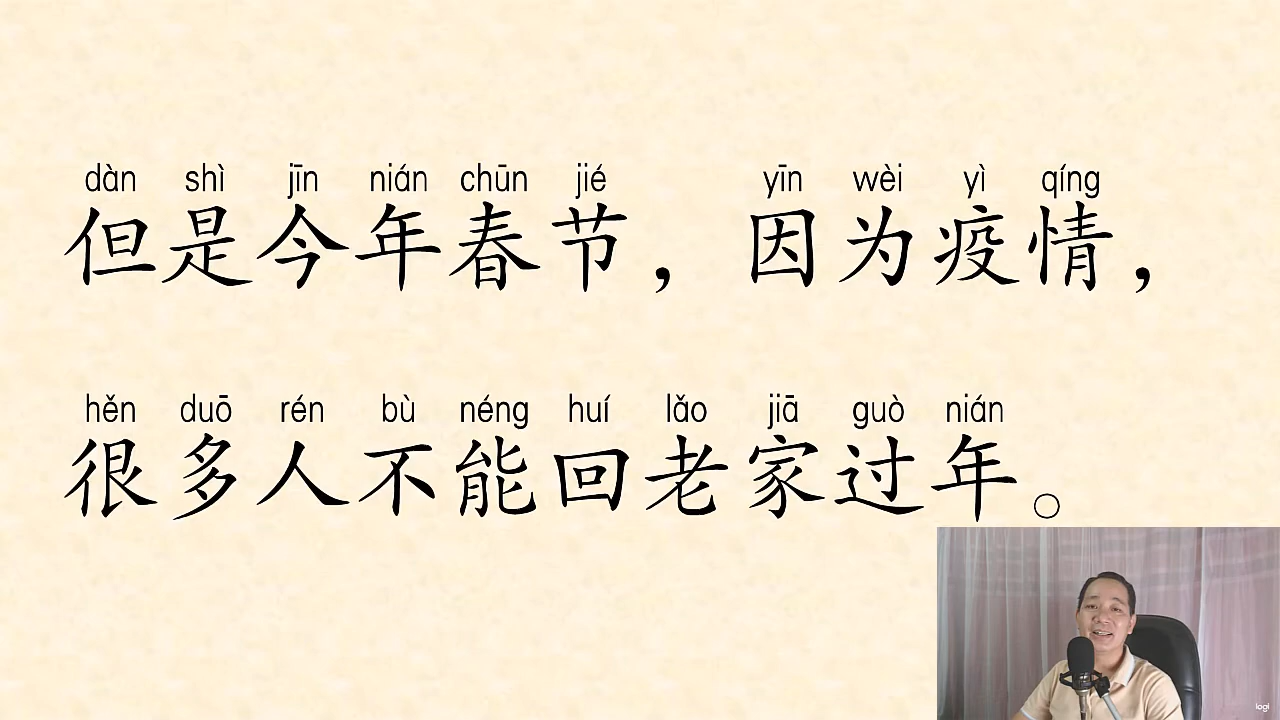 dàn shì jīn nián chūn jié yīn wèi yì qíng
但是今年春节，因为疫情，
hěn duō rén bù néng huí lǎo jiā guò nián
很多人不能回老家过年。
logi